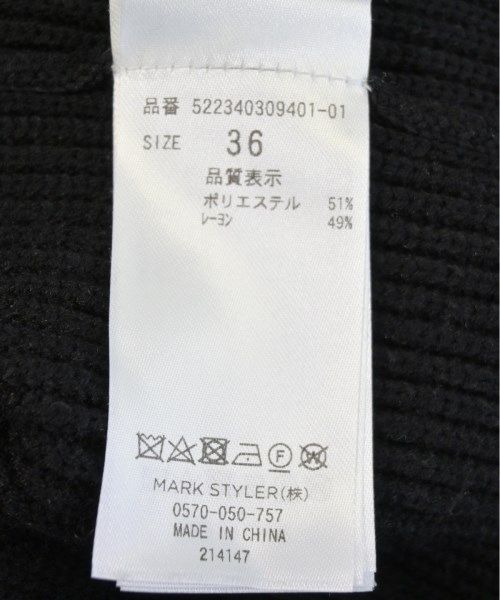 品番 522340309401-01
SIZE 36
品質表示
ポリエステル 51%
レーヨン 49%
F W
MARK STYLER(株)
0570-050-757
MADE IN CHINA
214147